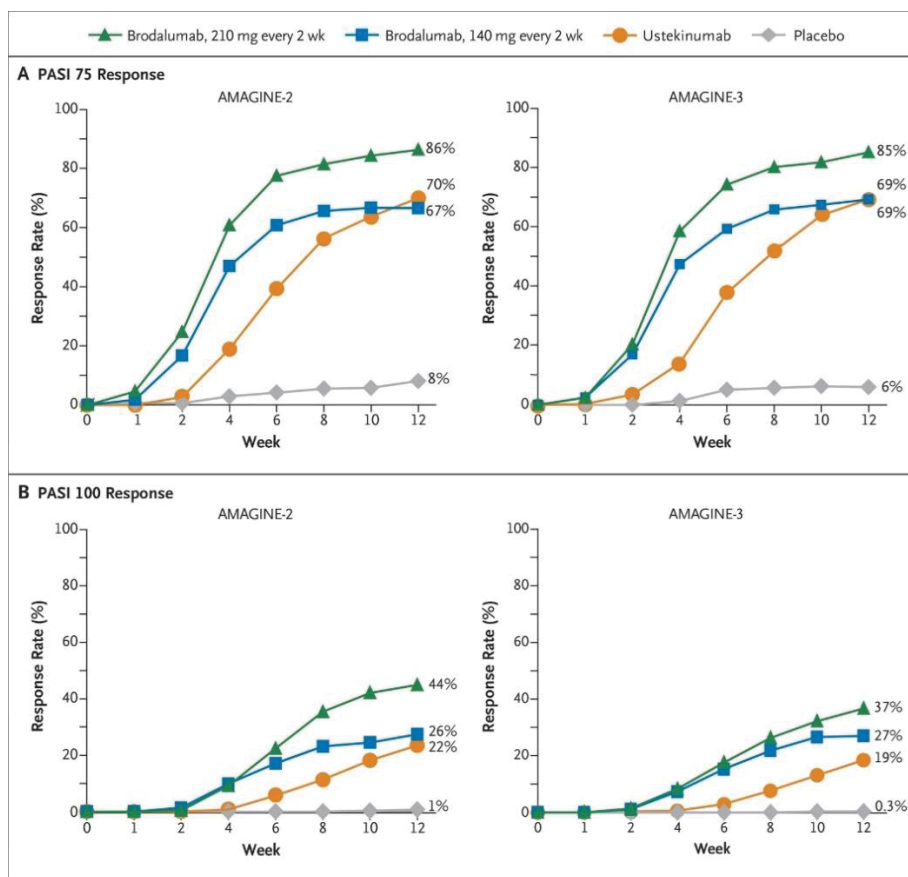 Brodalumab, 210 mg every 2 wk Brodalumab, 140 mg every 2 wk Ustekinumab Placebo
A PASI 75 Response
AMAGINE-2
100
80
60
40
20
0
Response Rate (%)
86%
70%
67%
8%
0 1 2 4 6 8 10 12
Week
AMAGINE-3
100
80
60
40
20
0
Response Rate (%)
85%
69%
69%
6%
0 1 2 4 6 8 10 12
Week
B PASI 100 Response
AMAGINE-2
100
80
60
40
20
0
Response Rate (%)
44%
26%
22%
1%
0 1 2 4 6 8 10 12
Week
AMAGINE-3
100
80
60
40
20
0
Response Rate (%)
37%
27%
19%
0.3%
0 1 2 4 6 8 10 12
Week